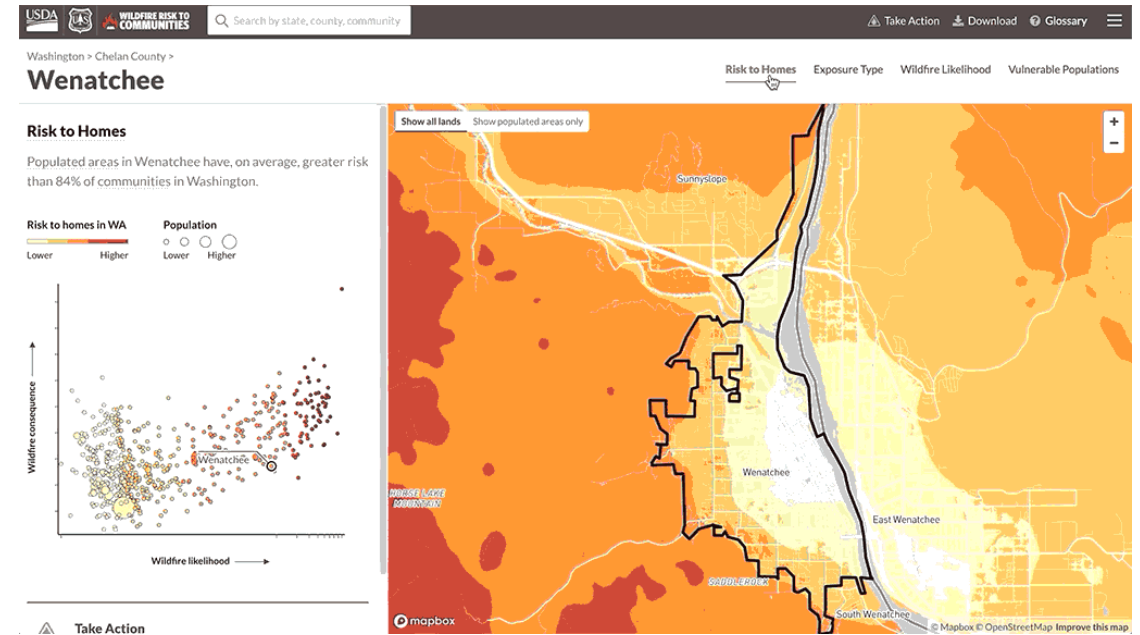 USDA
WILDFIRE RISK TO
COMMUNITIES
Search by state, county, community
Take Action
Download
Glossary
Washington > Chelan County >
Wenatchee
Risk to Homes
Exposure Type
Wildfire Likelihood
Vulnerable Populations
Risk to Homes
Populated areas in Wenatchee have, on average, greater risk
than 84% of communities in Washington.
Risk to homes in WA
Population
Lower
Higher
Lower
Higher
Wildfire consequence
Wenatchee
Wildfire likelihood
Take Action
Show all lands
Show populated areas only
+
−
Sunnyslope
Wenatchee
HORSE LAKE
MOUNTAIN
East Wenatchee
SADDLEROCK
South Wenatchee
mapbox
© Mapbox © OpenStreetMap Improve this map